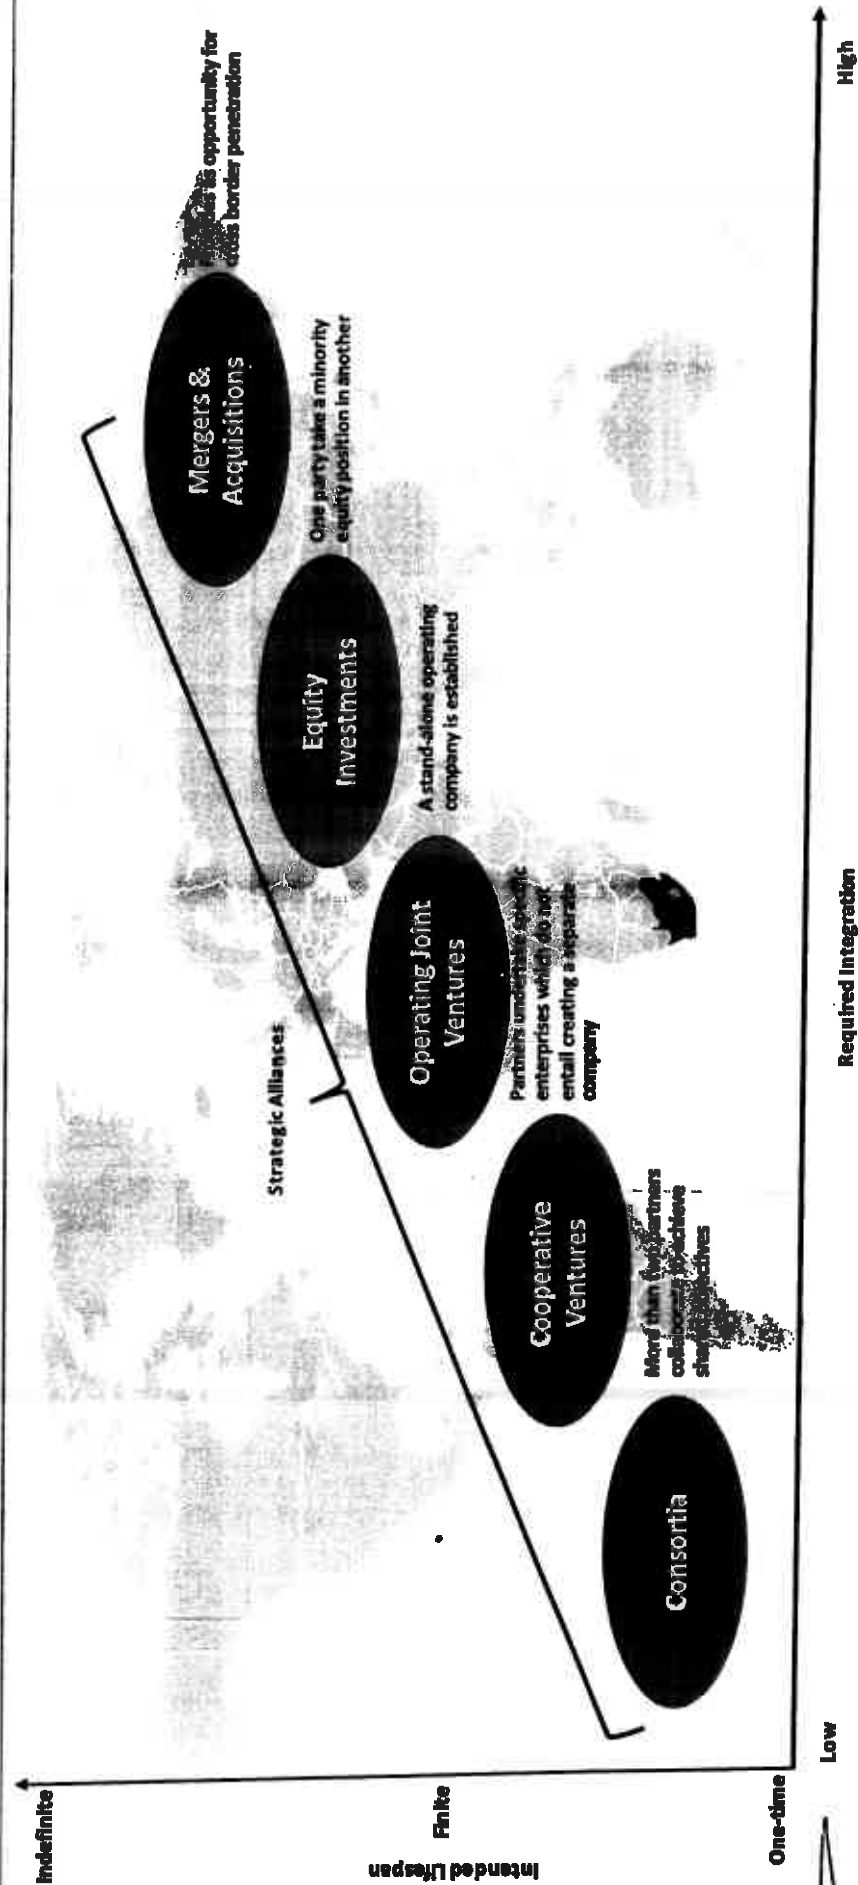 Indefinite
Finite
One-time
Intended Lifespan
Low
Required Integration
High
Strategic Alliances
Consortia
More than two partners
collaborate to achieve
shared objectives
Cooperative
Ventures
Partners undertake specific
enterprises which do not
entail creating a separate
company
Operating Joint
Ventures
A stand-alone operating
company is established
Equity
Investments
One party take a minority
equity position in another
Mergers &
Acquisitions
as opportunity for
cross border penetration